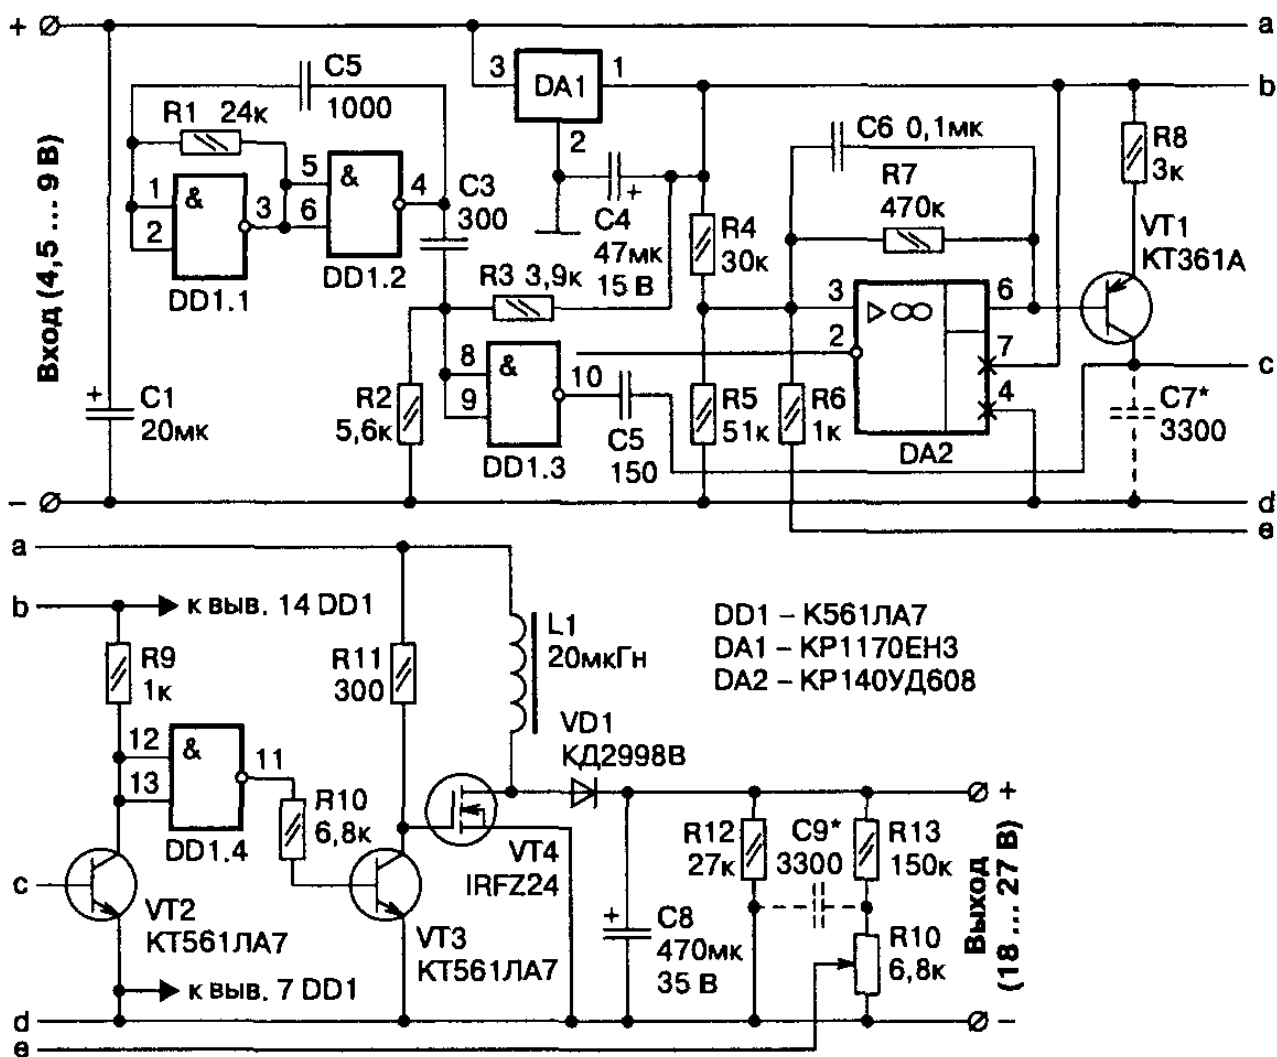 +
a
3
DA1
1
b
C5
1000
R1 24к
2
C6 0,1мк
R8
3к
Вход (4,5 ... 9 В)
5
&
4
6
C3
300
C4
+
47мк
15 В
R7
470к
VT1
КТ361А
1
&
3
2
DD1.2
R4
30к
DD1.1
R3 3,9к
3
▷ ∞
6
2
7
c
8
&
10
9
4
C7*
3300
+
C1
20мк
R2
5,6к
R5
51к
R6
1к
DA2
DD1.3
C5
150
–
d
e
a
b
к выв. 14 DD1
L1
20мкГн
DD1 – К561ЛА7
DA1 – КР1170ЕН3
DA2 – КР140УД608
R9
1к
R11
300
VD1
КД2998В
12
&
11
13
R10
6,8к
+
DD1.4
VT4
IRFZ24
R12
27к
C9*
3300
R13
150к
c
VT2
КТ561ЛА7
VT3
КТ561ЛА7
+
C8
470мк
35 В
R10
6,8к
Выход
(18 ... 27 В)
к выв. 7 DD1
d
–
e